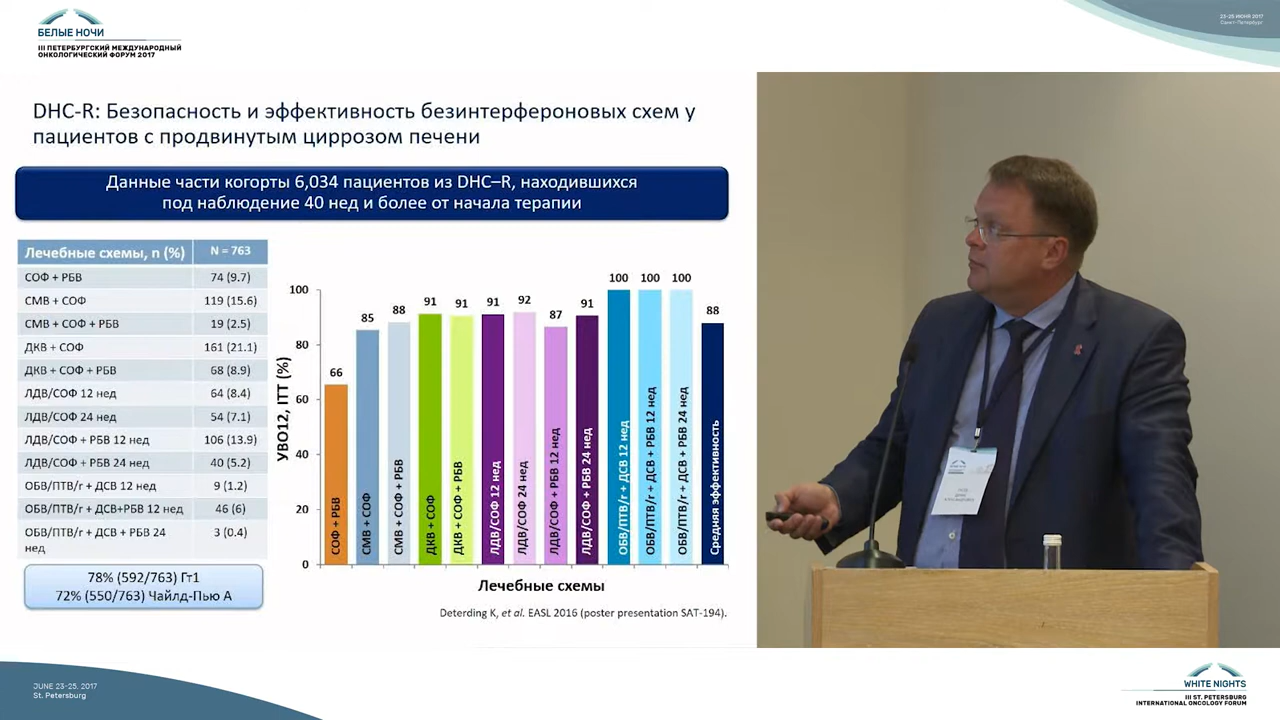 БЕЛЫЕ НОЧИ
III ПЕТЕРБУРГСКИЙ МЕЖДУНАРОДНЫЙ
ОНКОЛОГИЧЕСКИЙ ФОРУМ 2017
23-25 ИЮНЯ 2017
Санкт-Петербург
DHC-R: Безопасность и эффективность безинтерфероновых схем у
пациентов с продвинутым циррозом печени
Данные части когорты 6,034 пациентов из DHC–R, находившихся
под наблюдение 40 нед и более от начала терапии
Лечебные схемы, n (%) N = 763
СОФ + РБВ 74 (9.7)
СМВ + СОФ 119 (15.6)
СМВ + СОФ + РБВ 19 (2.5)
ДКВ + СОФ 161 (21.1)
ДКВ + СОФ + РБВ 68 (8.9)
ЛДВ/СОФ 12 нед 64 (8.4)
ЛДВ/СОФ 24 нед 54 (7.1)
ЛДВ/СОФ + РБВ 12 нед 106 (13.9)
ЛДВ/СОФ + РБВ 24 нед 40 (5.2)
ОБВ/ПТВ/r + ДСВ 12 нед 9 (1.2)
ОБВ/ПТВ/r + ДСВ+РБВ 12 нед 46 (6)
ОБВ/ПТВ/r + ДСВ + РБВ 24 3 (0.4)
нед
78% (592/763) Гт1
72% (550/763) Чайлд-Пью А
УВО12, ITT (%)
100
80
60
40
20
0
66
85
88
91
91
91
92
87
91
100
100
100
88
СОФ + РБВ
СМВ + СОФ
СМВ + СОФ + РБВ
ДКВ + СОФ
ДКВ + СОФ + РБВ
ЛДВ/СОФ 12 нед
ЛДВ/СОФ 24 нед
ЛДВ/СОФ + РБВ 12 нед
ЛДВ/СОФ + РБВ 24 нед
ОБВ/ПТВ/r + ДСВ 12 нед
ОБВ/ПТВ/r + ДСВ + РБВ 12 нед
ОБВ/ПТВ/r + ДСВ + РБВ 24 нед
Средняя эффективность
Лечебные схемы
Deterding K, et al. EASL 2016 (poster presentation SAT-194).
JUNE 23-25, 2017
St. Petersburg
WHITE NIGHTS
III ST. PETERSBURG
INTERNATIONAL ONCOLOGY FORUM